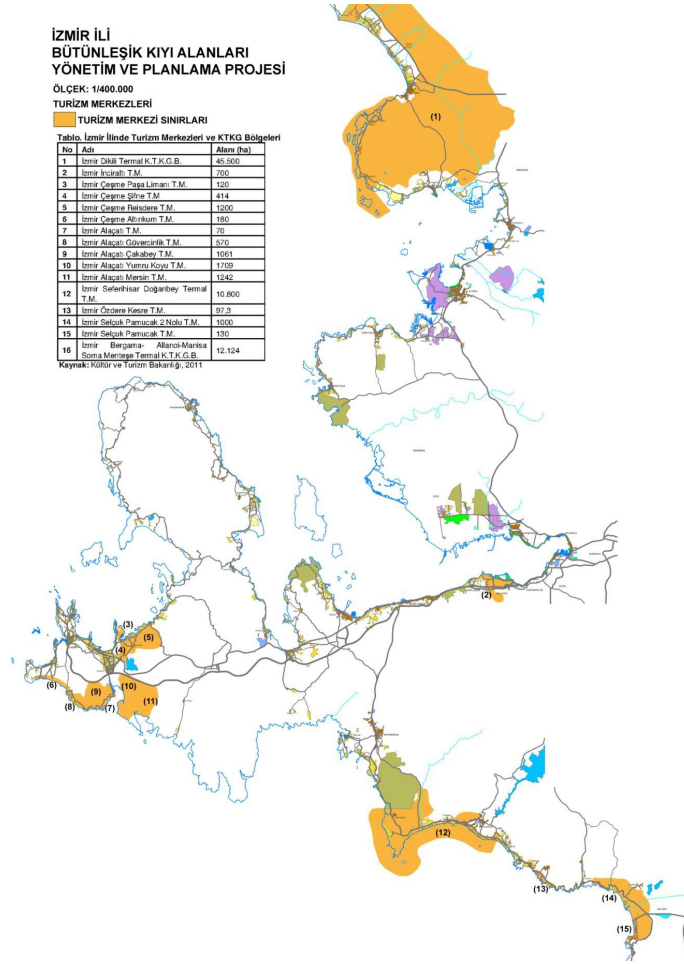 İZMİR İLİ
BÜTÜNLEŞİK KIYI ALANLARI
YÖNETİM VE PLANLAMA PROJESİ
ÖLÇEK: 1/400.000
TURİZM MERKEZLERİ
TURİZM MERKEZİ SINIRLARI
Tablo. İzmir İlinde Turizm Merkezleri ve KTKG Bölgeleri
No Adı Alanı (ha)
1 İzmir Dikili Termal K.T.K.G.B. 45.500
2 İzmir İnciraltı T.M. 700
3 İzmir Çeşme Paşa Limanı T.M. 120
4 İzmir Çeşme Şifne T.M 414
5 İzmir Çeşme Reisdere T.M. 1200
6 İzmir Çeşme Altınkum T.M. 180
7 İzmir Alaçatı T.M. 70
8 İzmir Alaçatı Güvercinlik T.M. 570
9 İzmir Alaçatı Çakabey T.M. 1061
10 İzmir Alaçatı Yumru Koyu T.M. 1709
11 İzmir Alaçatı Mersin T.M. 1242
12 İzmir Seferihisar Doğanbey Termal
T.M. 10.800
13 İzmir Özdere Kesre T.M. 97,3
14 İzmir Selçuk Pamucak 2 Nolu T.M. 1000
15 İzmir Selçuk Pamucak T.M. 130
16 İzmir Bergama- Allanoi-Manisa
Soma Menteşe Termal K.T.K.G.B. 12.124
Kaynak: Kültür ve Turizm Bakanlığı, 2011
(1)
(2)
(3)
(5)
(4)
(6)
(9)
(10)
(8)
(7)
(11)
(12)
(13)
(14)
(15)